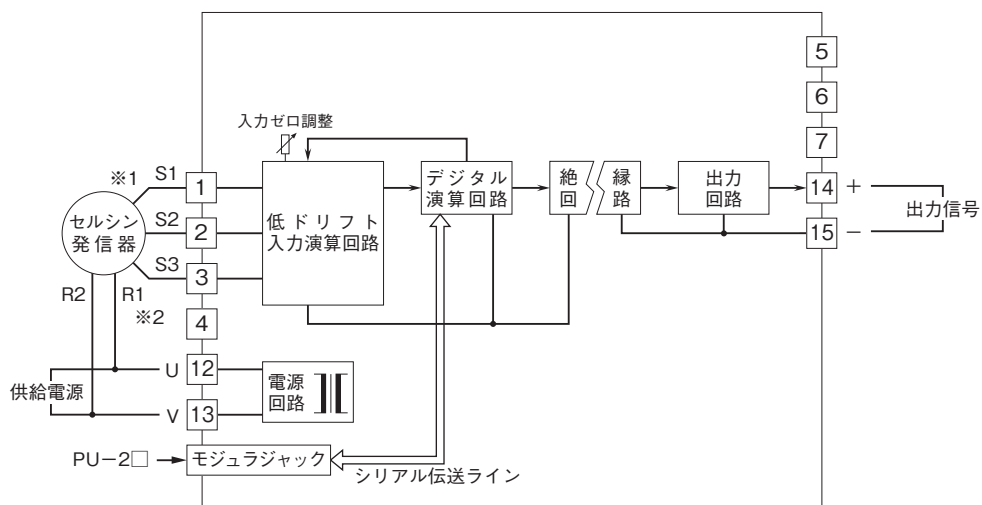 5
6
7
入力ゼロ調整
※1
S1
1
セルシン
発信器
S2
2
S3
3
低ドリフト
入力演算回路
デジタル
演算回路
絶縁
回路
出力
回路
14
+
15
−
出力信号
R2
R1
※2
4
U
12
供給電源
V
13
電源
回路
PU−2□
モジュラジャック
シリアル伝送ライン